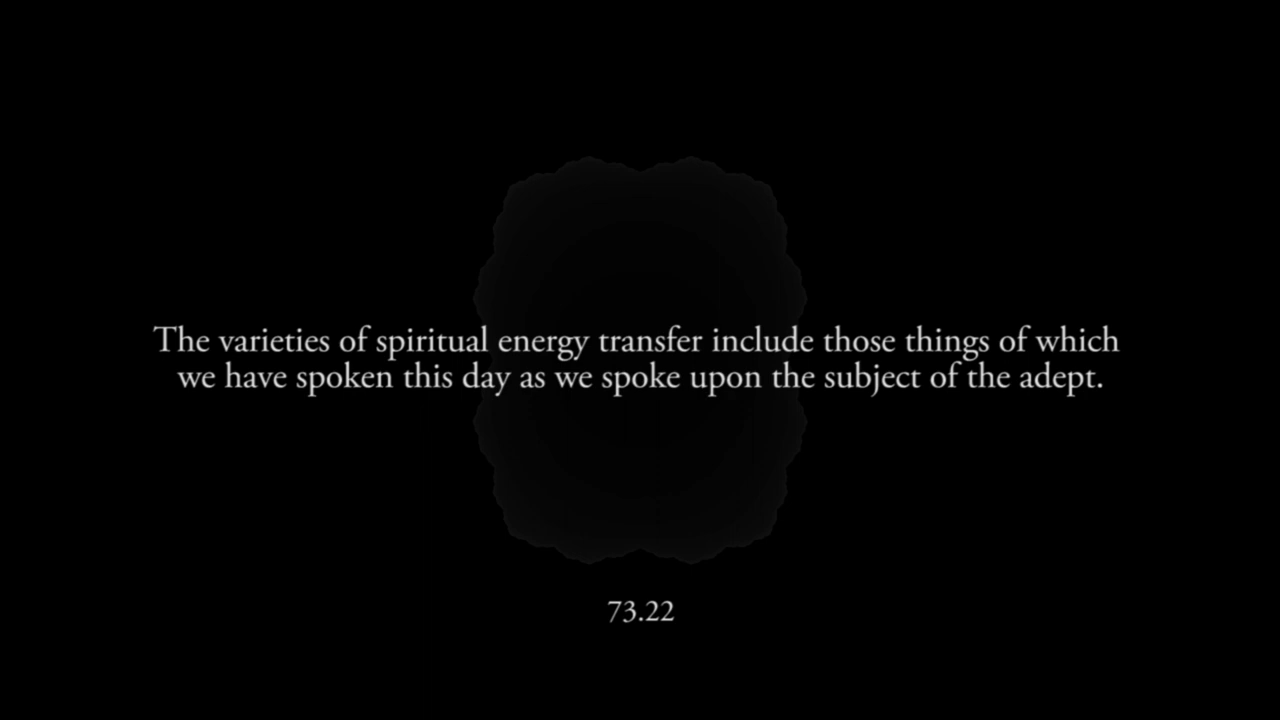 The varieties of spiritual energy transfer include those things of which
we have spoken this day as we spoke upon the subject of the adept.
73.22